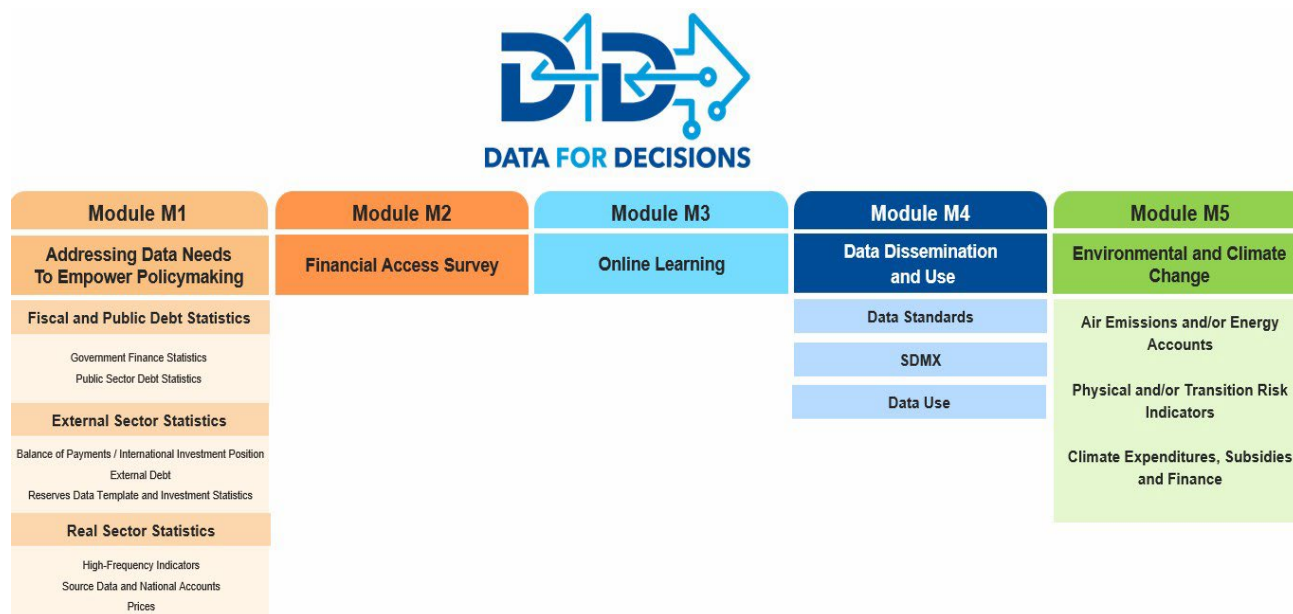 DATA FOR DECISIONS
Module M1
Addressing Data Needs
To Empower Policymaking
Fiscal and Public Debt Statistics
Government Finance Statistics
Public Sector Debt Statistics
External Sector Statistics
Balance of Payments / International Investment Position
External Debt
Reserves Data Template and Investment Statistics
Real Sector Statistics
High-Frequency Indicators
Source Data and National Accounts
Prices
Module M2
Financial Access Survey
Module M3
Online Learning
Module M4
Data Dissemination
and Use
Data Standards
SDMX
Data Use
Module M5
Environmental and Climate
Change
Air Emissions and/or Energy
Accounts
Physical and/or Transition Risk
Indicators
Climate Expenditures, Subsidies
and Finance